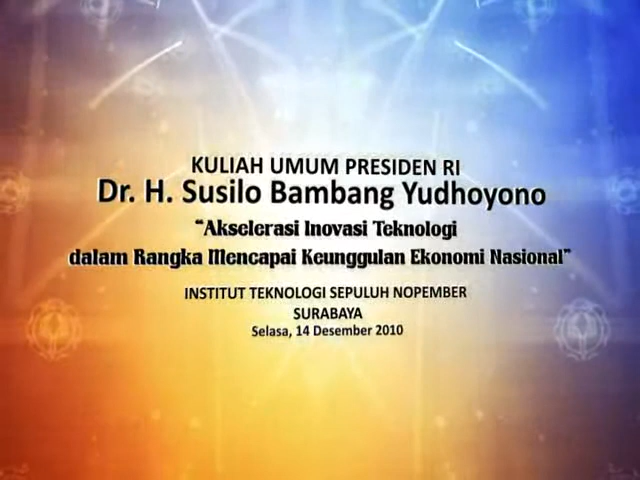 KULIAH UMUM PRESIDEN RI
Dr. H. Susilo Bambang Yudhoyono
"Akselerasi Inovasi Teknologi
dalam Rangka Mencapai Keunggulan Ekonomi Nasional"
INSTITUT TEKNOLOGI SEPULUH NOPEMBER
SURABAYA
Selasa, 14 Desember 2010